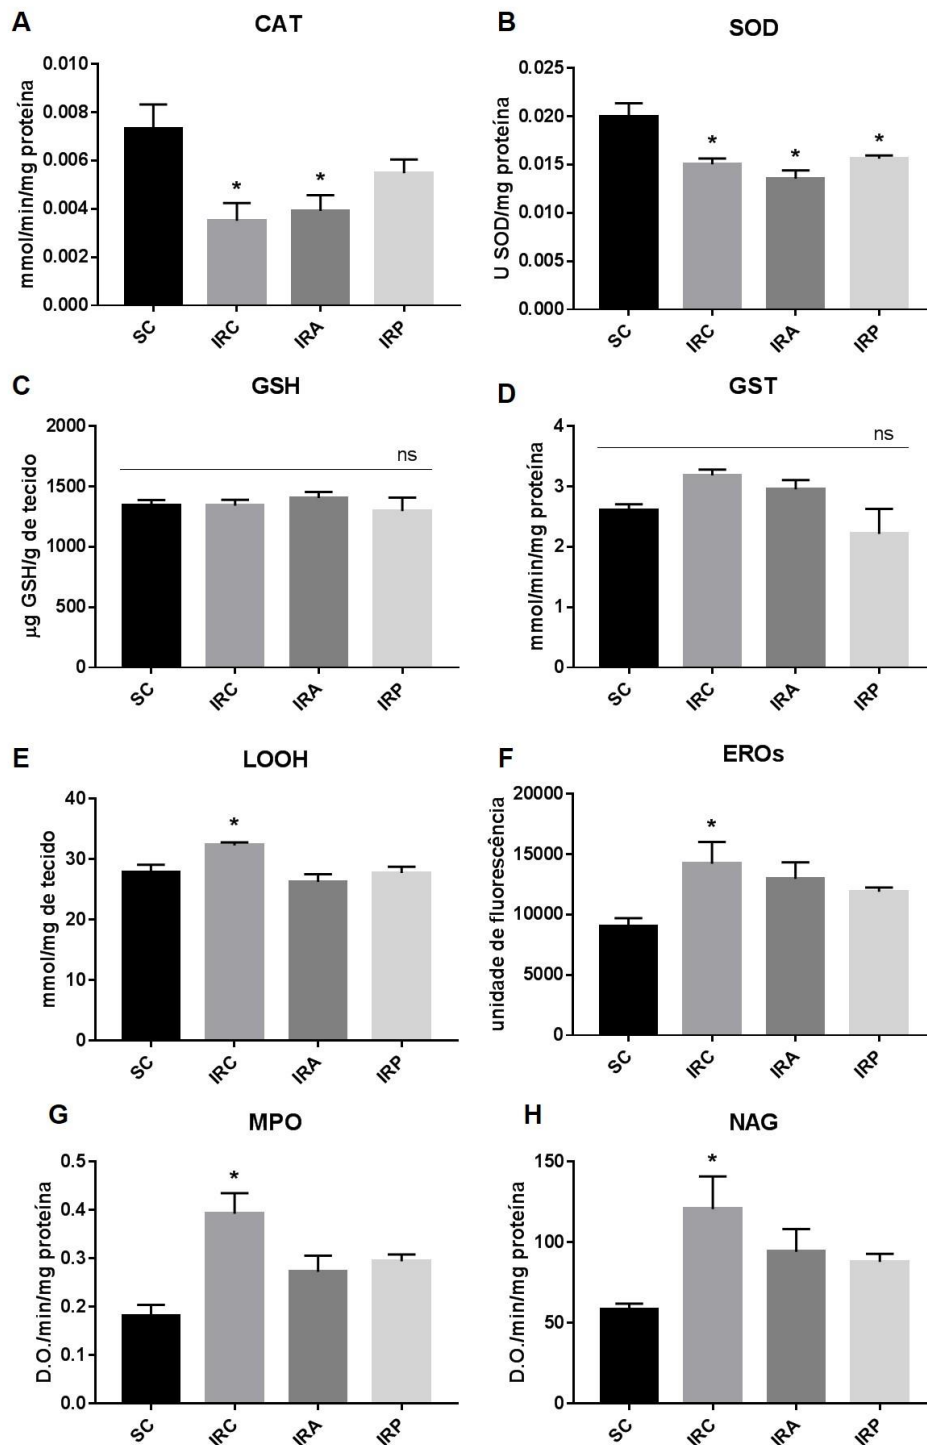 A
CAT
mmol/min/mg proteína
0.010
0.008
0.006
0.004
0.002
0.000
*
*
SC
IRC
IRA
IRP
B
SOD
U SOD/mg proteína
0.025
0.020
0.015
0.010
0.005
0.000
*
*
*
SC
IRC
IRA
IRP
C
GSH
µg GSH/g de tecido
2000
1500
1000
500
0
ns
SC
IRC
IRA
IRP
D
GST
mmol/min/mg proteína
4
3
2
1
0
ns
SC
IRC
IRA
IRP
E
LOOH
mmol/mg de tecido
40
30
20
10
0
*
SC
IRC
IRA
IRP
F
EROs
unidade de fluorescência
20000
15000
10000
5000
0
*
SC
IRC
IRA
IRP
G
MPO
D.O./min/mg proteína
0.5
0.4
0.3
0.2
0.1
0.0
*
SC
IRC
IRA
IRP
H
NAG
D.O./min/mg proteína
150
100
50
0
*
SC
IRC
IRA
IRP